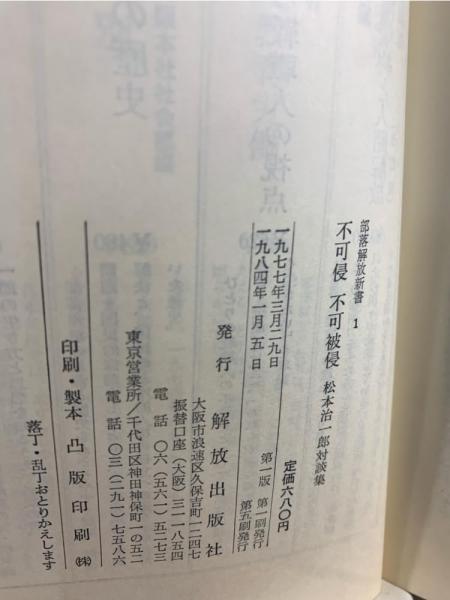 部落解放新書 1
不可侵 不可被侵 松本治一郎対談集
定価六八〇円
一九七七年三月二九日 第一版 第一刷発行
一九八四年一月五日 第五刷発行
発行 解放出版社
大阪市浪速区久保吉町一二四七
振替口座(大阪)三一一八五四
電話 〇六(五六一)五二七三
東京営業所/千代田区神田神保町一の五二
電話 〇三(二九一)七五八六
印刷・製本 凸版印刷㈱
落丁・乱丁おとりかえします